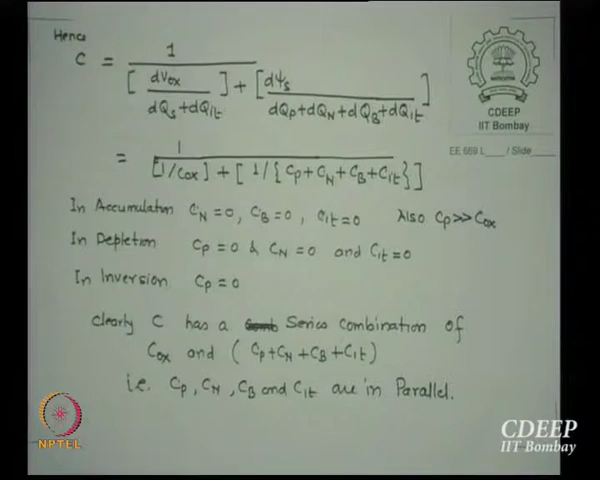 Hence
C = 1 / [dVox / dQs+dQit] + [dΨs / dQp+dQN+dQB+dQit]
= 1 / [1/Cox] + [1/{Cp+CN+CB+Cit}]
In Accumulation CN=0, CB=0, Cit=0 Also Cp>>Cox
In Depletion Cp=0 & CN=0 and Cit=0
In Inversion Cp=0
Clearly C has a Series combination of
Cox and (Cp+CN+CB+Cit)
i.e. Cp, CN, CB and Cit are in Parallel.
CDEEP
IIT Bombay
EE 669 L____/ Slide____
NPTEL
CDEEP
IIT Bombay